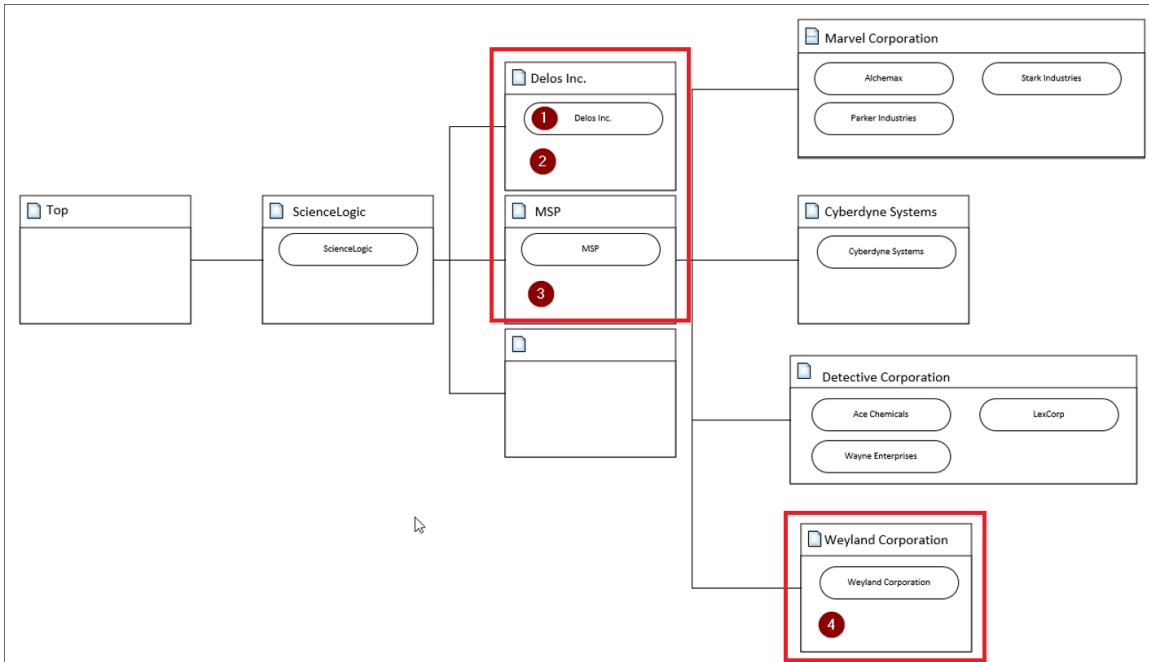 Top
ScienceLogic
ScienceLogic
Delos Inc.
1 Delos Inc.
2
MSP
MSP
3
Marvel Corporation
Alchemax Stark Industries
Parker Industries
Cyberdyne Systems
Cyberdyne Systems
Detective Corporation
Ace Chemicals LexCorp
Wayne Enterprises
Weyland Corporation
Weyland Corporation
4